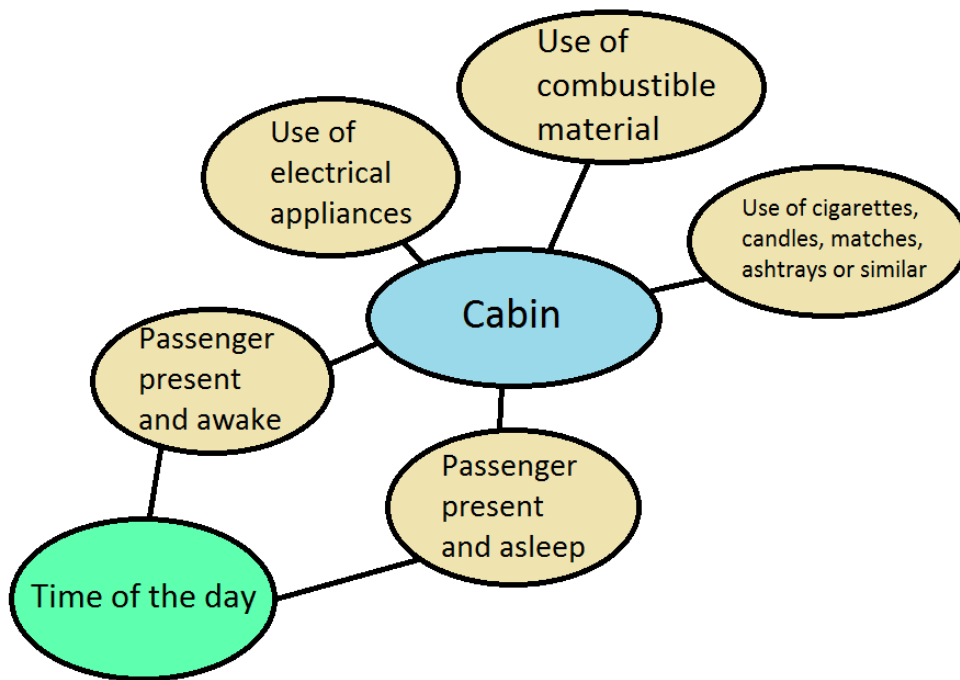 Use of
combustible
material
Use of
electrical
appliances
Use of cigarettes,
candles, matches,
ashtrays or similar
Cabin
Passenger
present
and awake
Passenger
present
and asleep
Time of the day